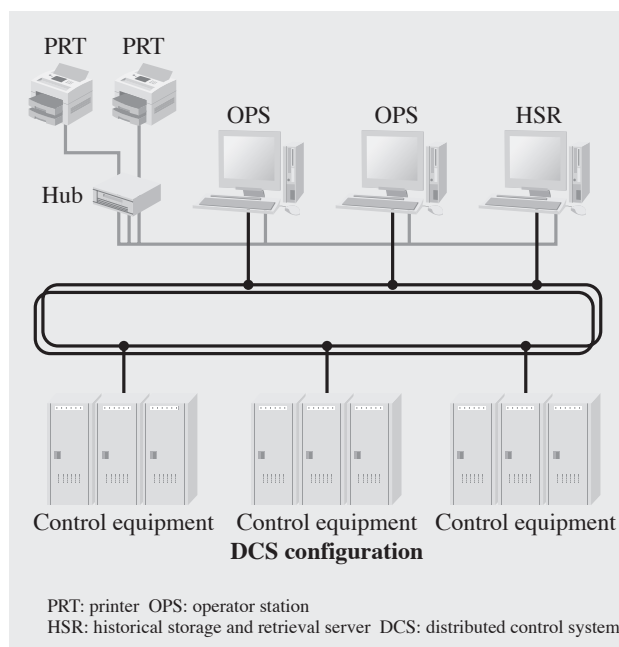 PRT PRT
OPS OPS HSR
Hub
Control equipment Control equipment Control equipment
DCS configuration
PRT: printer OPS: operator station
HSR: historical storage and retrieval server DCS: distributed control system